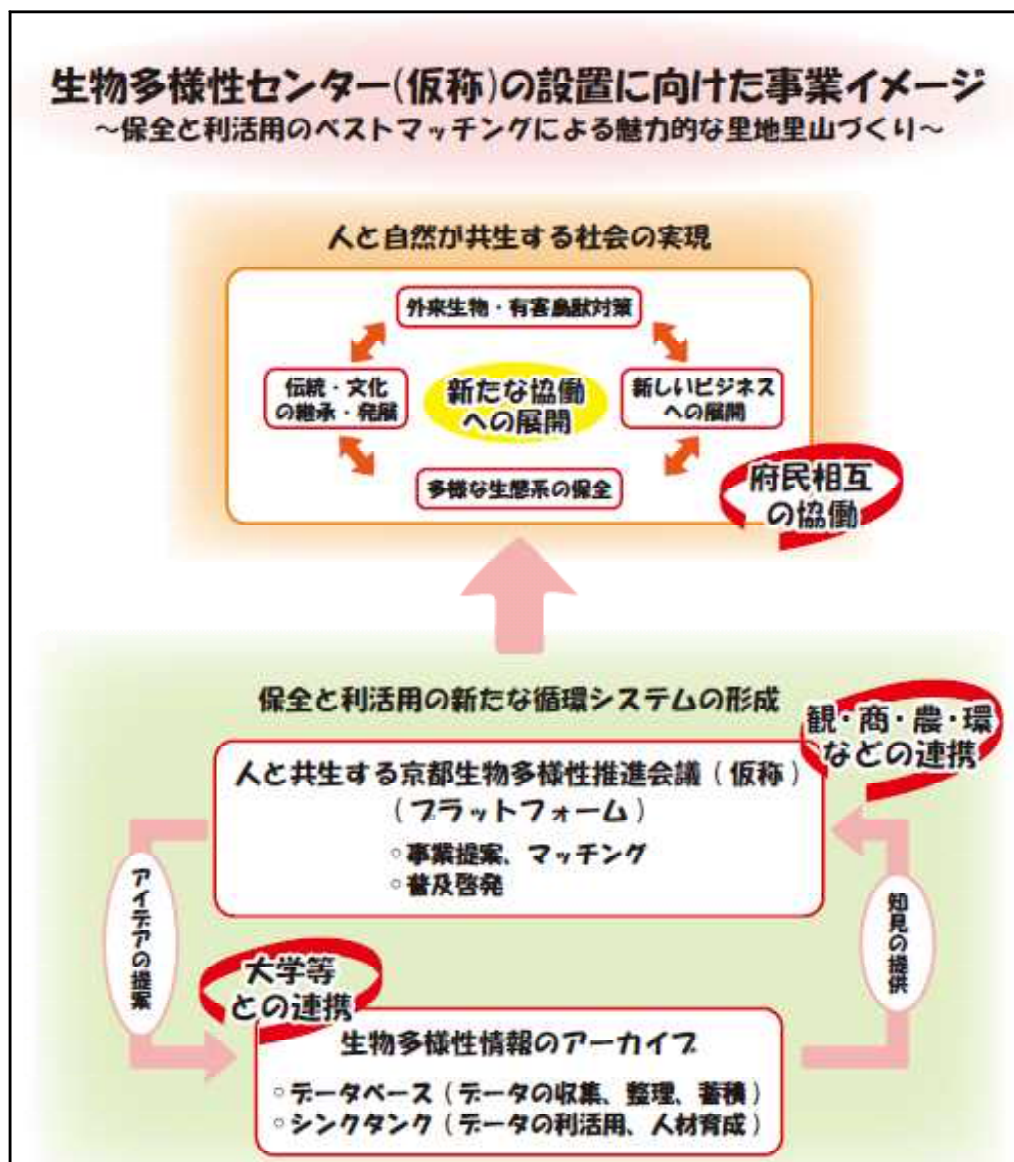 生物多様性センター(仮称)の設置に向けた事業イメージ
～保全と利活用のベストマッチングによる魅力的な里地里山づくり～
人と自然が共生する社会の実現
外来生物・有害鳥獣対策
伝統・文化
の継承・発展
新たな協働
への展開
新しいビジネス
への展開
多様な生態系の保全
府民相互
の協働
保全と利活用の新たな循環システムの形成
観・商・農・環
などの連携
人と共生する京都生物多様性推進会議(仮称)
(プラットフォーム)
○事業提案、マッチング
○普及啓発
アイデアの提案
知見の提供
大学等
との連携
生物多様性情報のアーカイブ
○データベース(データの収集、整理、蓄積)
○シンクタンク(データの利活用、人材育成)